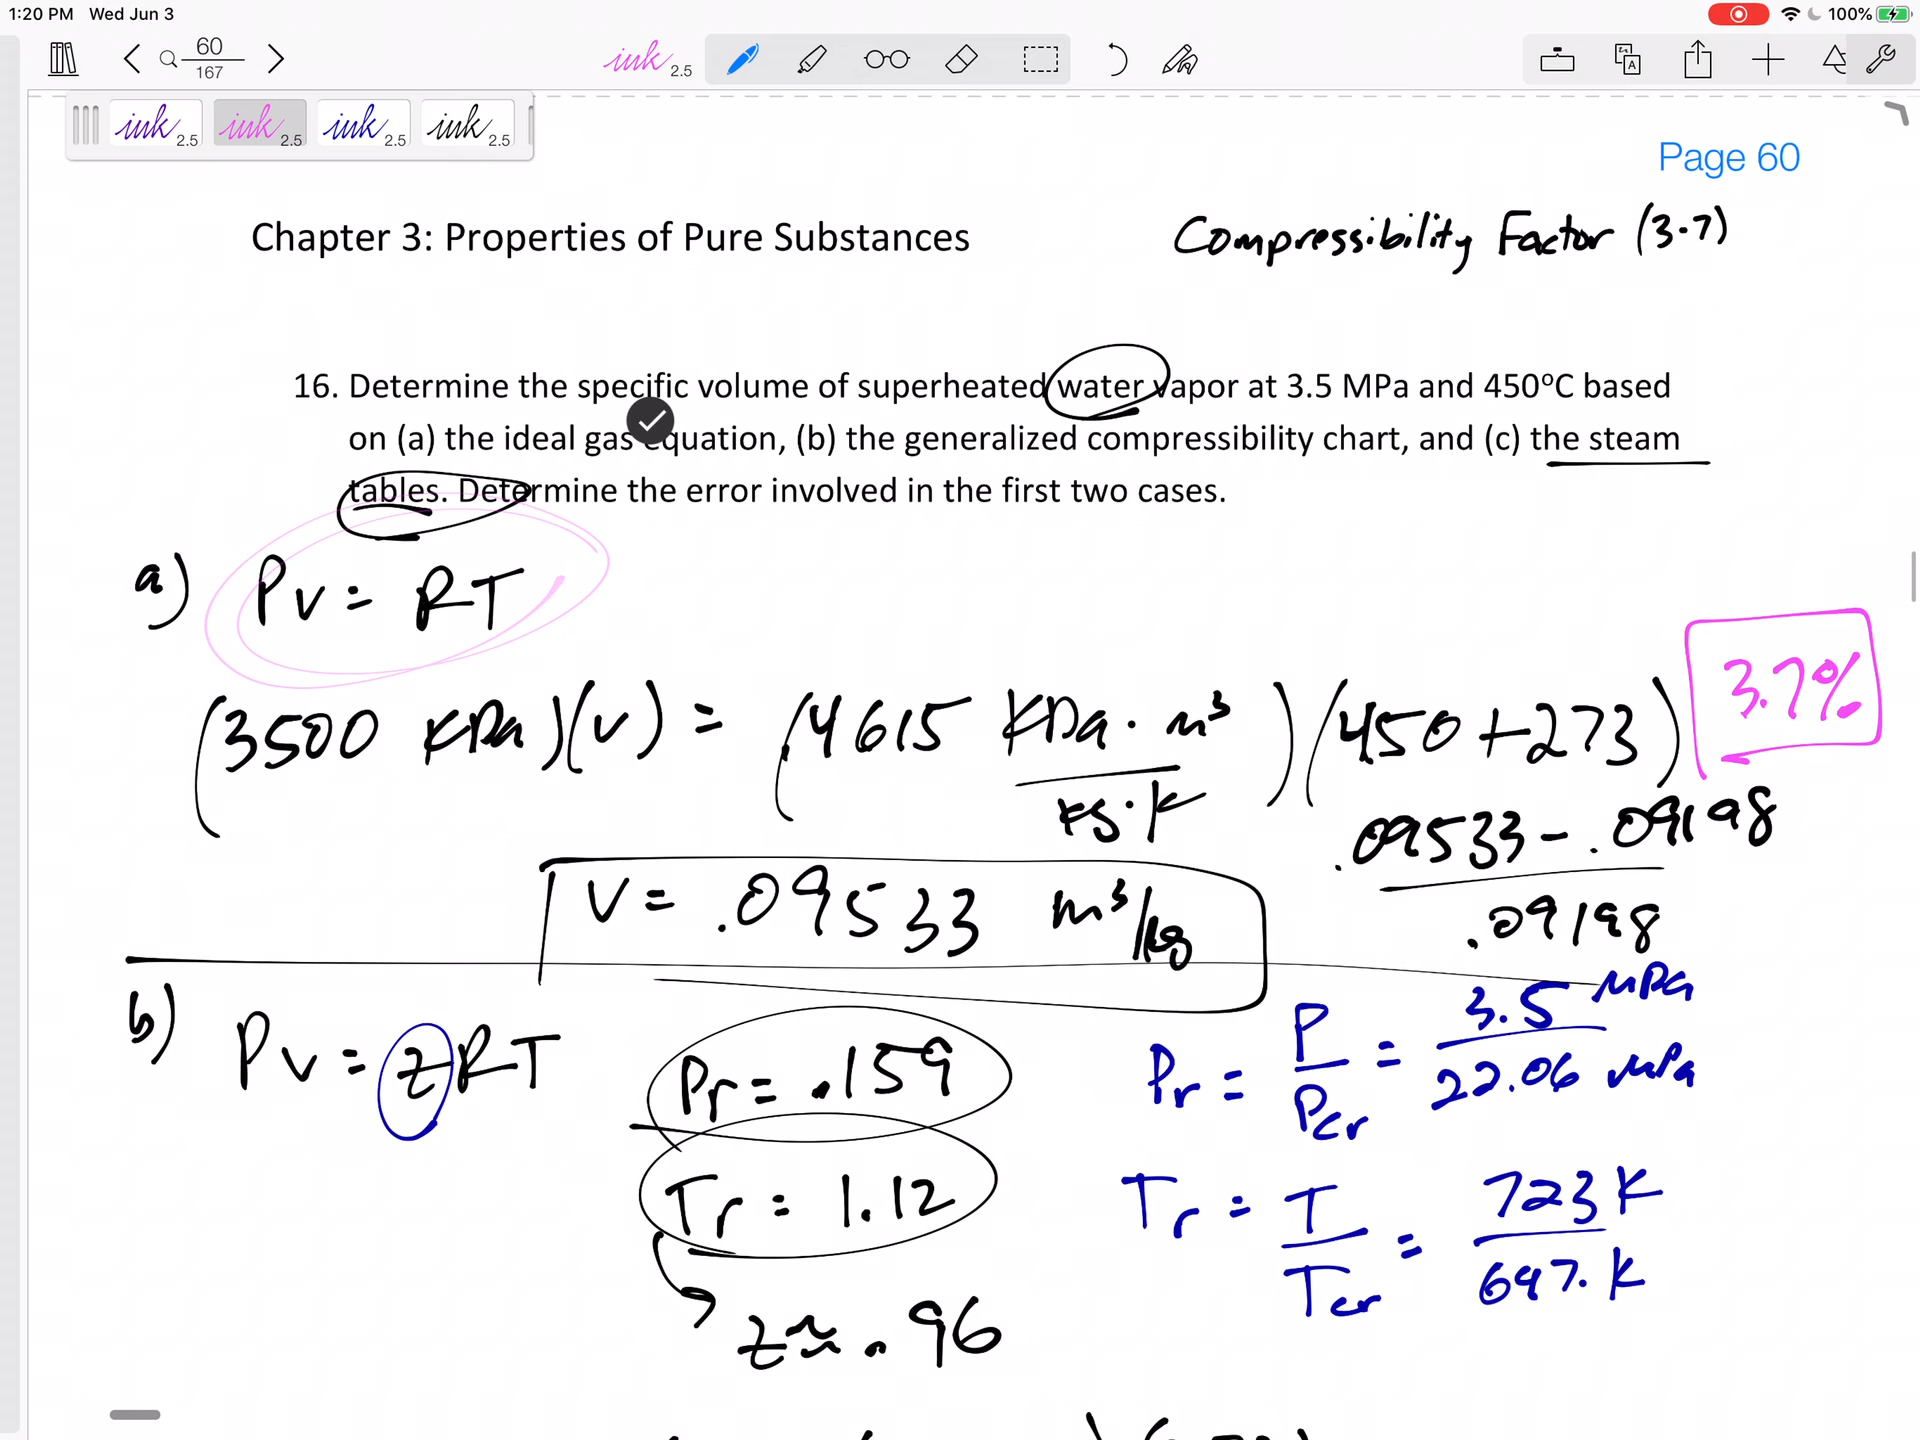 1:20 PM Wed Jun 3
100%
60
167
ink 2.5
ink 2.5 ink 2.5 ink 2.5 ink 2.5
Page 60
Chapter 3: Properties of Pure Substances
Compressibility Factor (3.7)
16. Determine the specific volume of superheated water vapor at 3.5 MPa and 450°C based
on (a) the ideal gas equation, (b) the generalized compressibility chart, and (c) the steam
tables. Determine the error involved in the first two cases.
a) Pv = RT
3.7%
(3500 KPa)(v) = (.4615 KPa · m³ / kg · K)(450 + 273)
.09533 - .09198
.09198
v = .09533 m³/kg
b) Pv = zRT
Pr = .159
Pr = P / Pcr = 3.5 MPa / 22.06 MPa
Tr = 1.12
Tr = T / Tcr = 723 K / 647. K
z ≈ .96